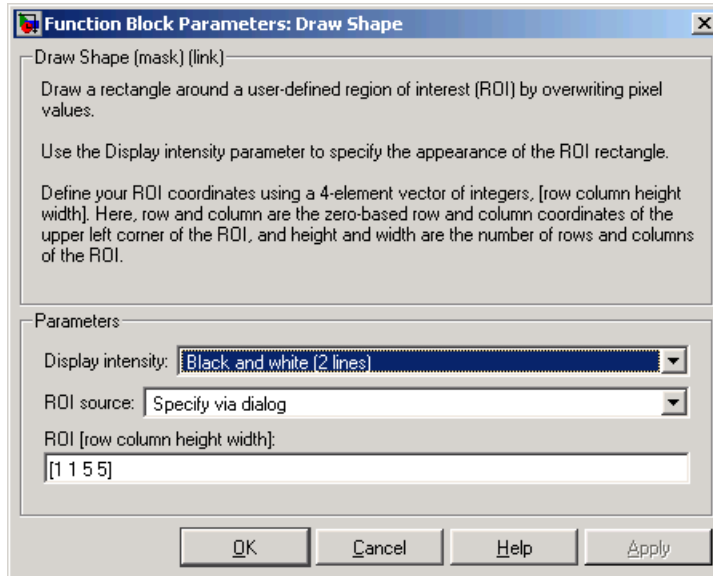 Function Block Parameters: Draw Shape
Draw Shape (mask) (link)
Draw a rectangle around a user-defined region of interest (ROI) by overwriting pixel
values.
Use the Display intensity parameter to specify the appearance of the ROI rectangle.
Define your ROI coordinates using a 4-element vector of integers, [row column height
width]. Here, row and column are the zero-based row and column coordinates of the
upper left corner of the ROI, and height and width are the number of rows and columns
of the ROI.
Parameters
Display intensity: Black and white (2 lines)
ROI source: Specify via dialog
ROI [row column height width]:
[1 1 5 5]
OK Cancel Help Apply